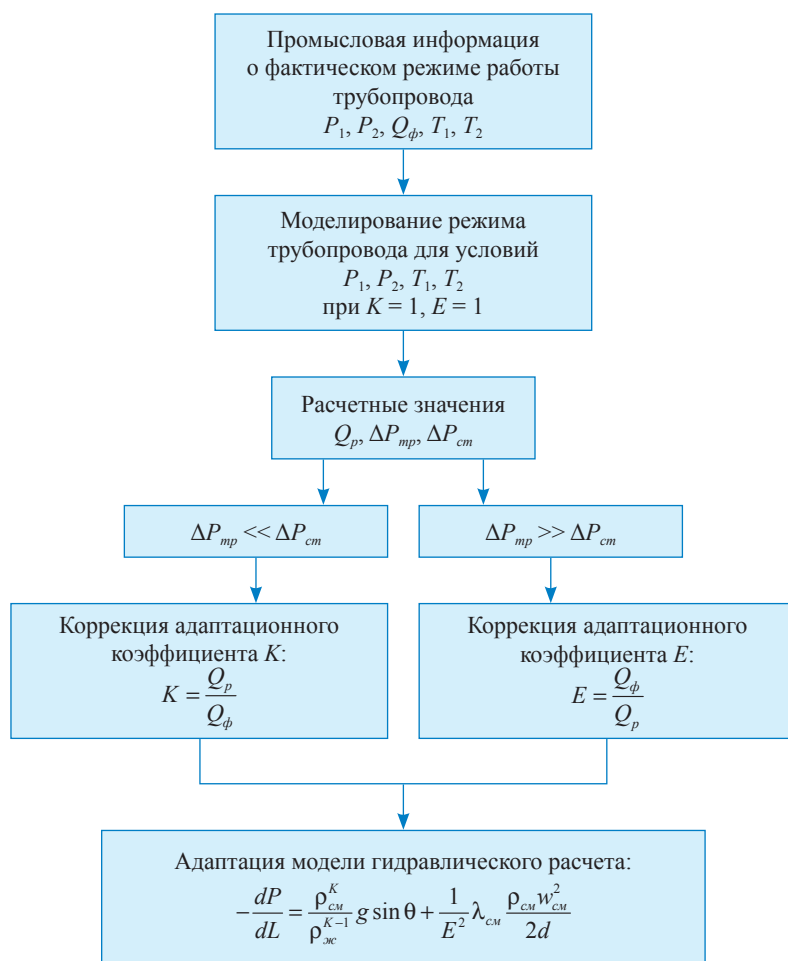 Промысловая информация
о фактическом режиме работы
трубопровода
P₁, P₂, Q_ф, T₁, T₂
Моделирование режима
трубопровода для условий
P₁, P₂, T₁, T₂
при K = 1, E = 1
Расчетные значения
Q_р, ΔP_тр, ΔP_ст
ΔP_тр << ΔP_ст
ΔP_тр >> ΔP_ст
Коррекция адаптационного
коэффициента K:
K = Q_р / Q_ф
Коррекция адаптационного
коэффициента E:
E = Q_ф / Q_р
Адаптация модели гидравлического расчета:
-dP/dL = ρ_см^K / ρ_ж^(K-1) g sin θ + 1/E² λ_см ρ_см w_см² / 2d